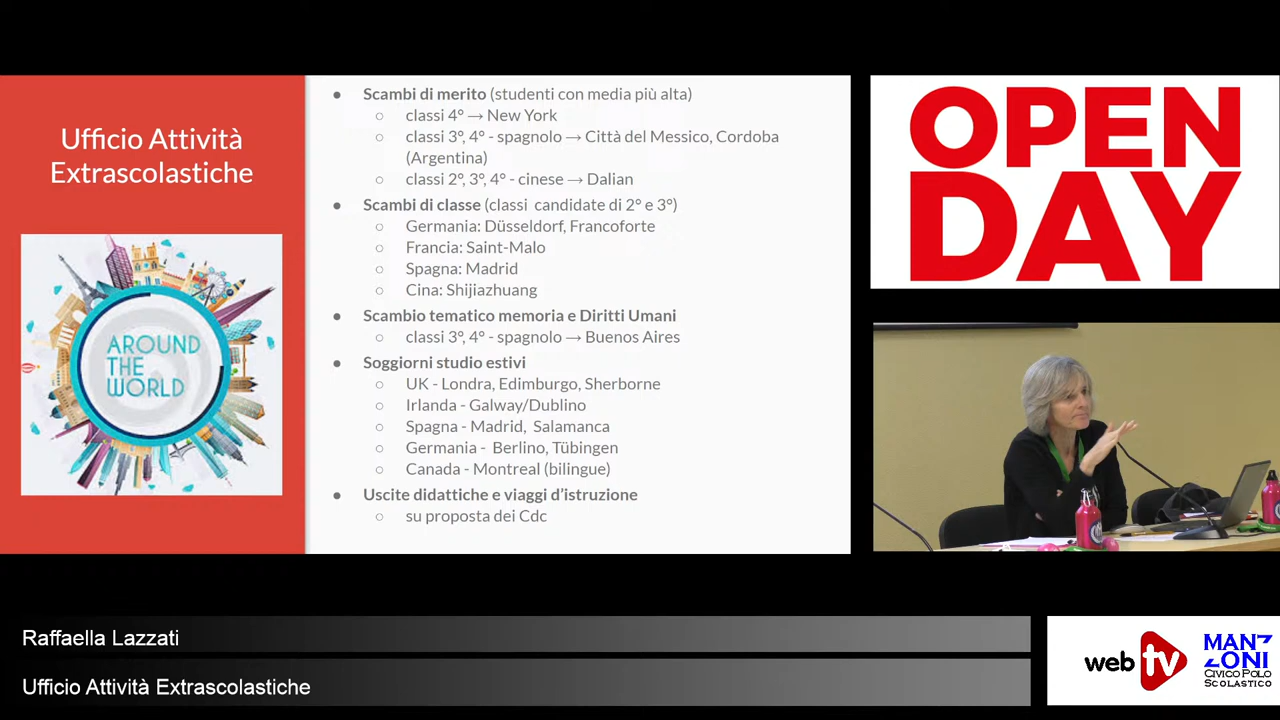 Ufficio Attività
Extrascolastiche
AROUND
THE
WORLD
● Scambi di merito (studenti con media più alta)
○ classi 4° → New York
○ classi 3°, 4° - spagnolo → Città del Messico, Cordoba
(Argentina)
○ classi 2°, 3°, 4° - cinese → Dalian
● Scambi di classe (classi candidate di 2° e 3°)
○ Germania: Düsseldorf, Francoforte
○ Francia: Saint-Malo
○ Spagna: Madrid
○ Cina: Shijiazhuang
● Scambio tematico memoria e Diritti Umani
○ classi 3°, 4° - spagnolo → Buenos Aires
● Soggiorni studio estivi
○ UK - Londra, Edimburgo, Sherborne
○ Irlanda - Galway/Dublino
○ Spagna - Madrid, Salamanca
○ Germania - Berlino, Tübingen
○ Canada - Montreal (bilingue)
● Uscite didattiche e viaggi d'istruzione
○ su proposta dei Cdc
OPEN
DAY
Raffaella Lazzati
Ufficio Attività Extrascolastiche
web tv
MANZ
ZONI
CIVICO POLO
SCOLASTICO